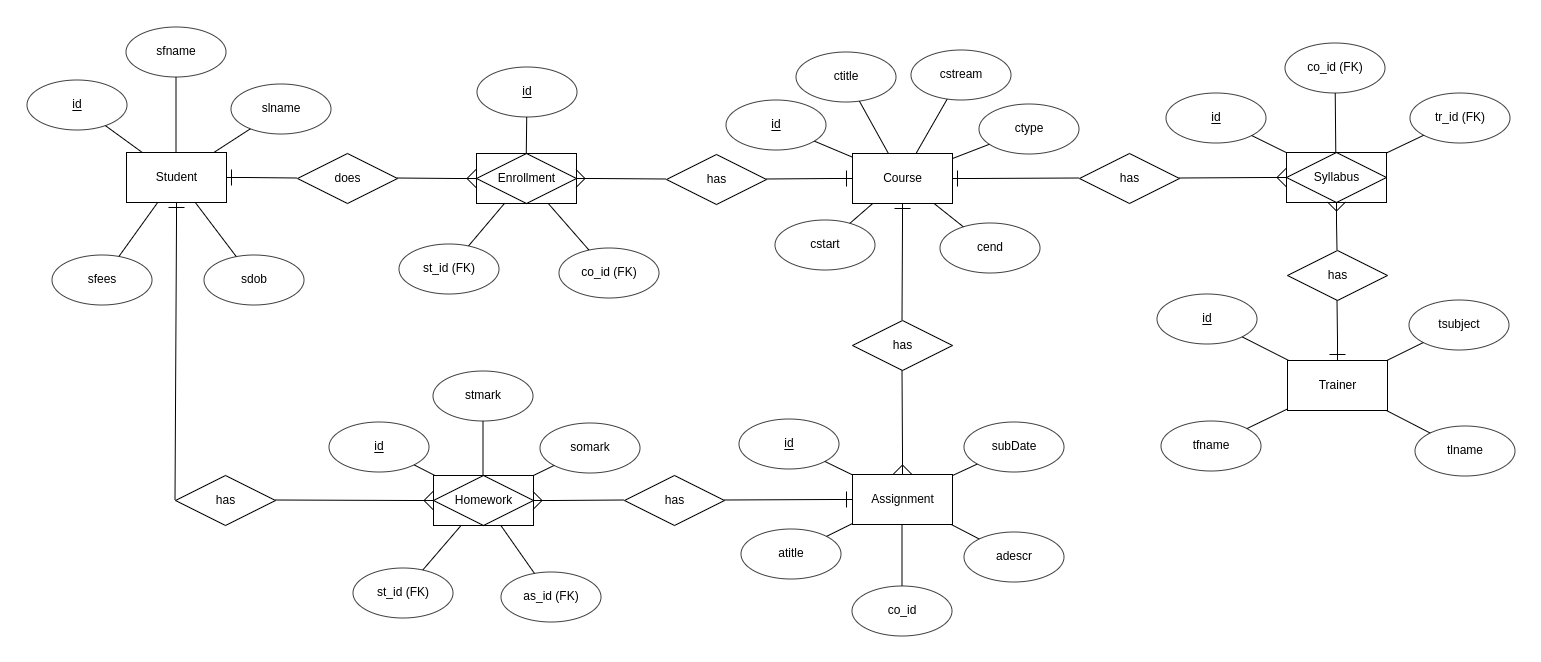 sfname
id
slname
Student
sfees
sdob
does
id
Enrollment
st_id (FK)
co_id (FK)
has
ctitle
cstream
id
ctype
Course
cstart
cend
has
co_id (FK)
id
tr_id (FK)
Syllabus
has
id
tsubject
Trainer
tfname
tlname
has
stmark
id
somark
has
Homework
has
st_id (FK)
as_id (FK)
id
subDate
Assignment
atitle
adescr
co_id